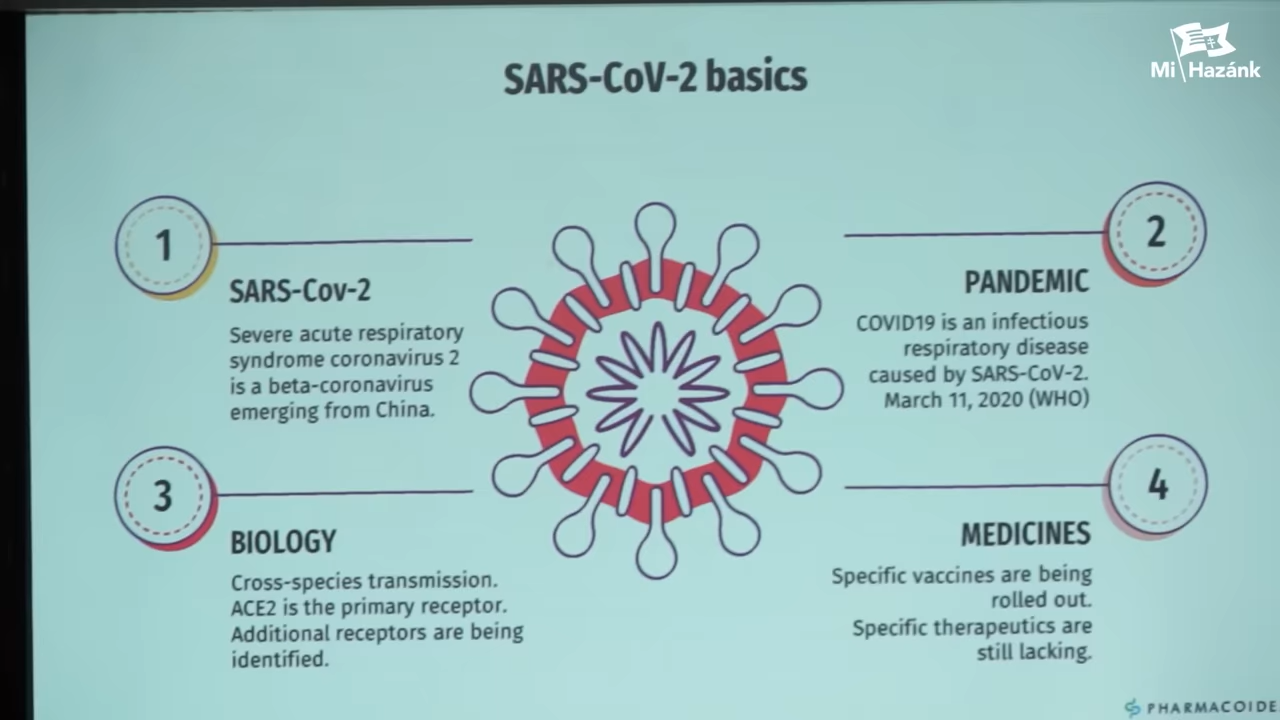 SARS-CoV-2 basics
Mi Hazánk
1
SARS-Cov-2
Severe acute respiratory
syndrome coronavirus 2
is a beta-coronavirus
emerging from China.
2
PANDEMIC
COVID19 is an infectious
respiratory disease
caused by SARS-CoV-2.
March 11, 2020 (WHO)
3
BIOLOGY
Cross-species transmission.
ACE2 is the primary receptor.
Additional receptors are being
identified.
4
MEDICINES
Specific vaccines are being
rolled out.
Specific therapeutics are
still lacking.
PHARMACOIDE